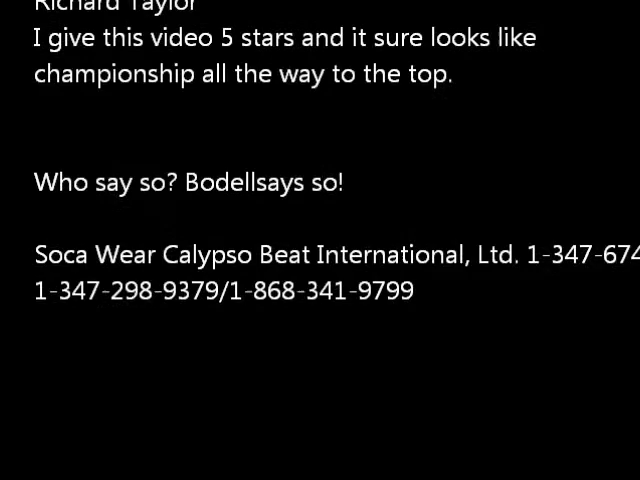 Richard Taylor
I give this video 5 stars and it sure looks like
championship all the way to the top.
Who say so? Bodellsays so!
Soca Wear Calypso Beat International, Ltd. 1-347-674
1-347-298-9379/1-868-341-9799